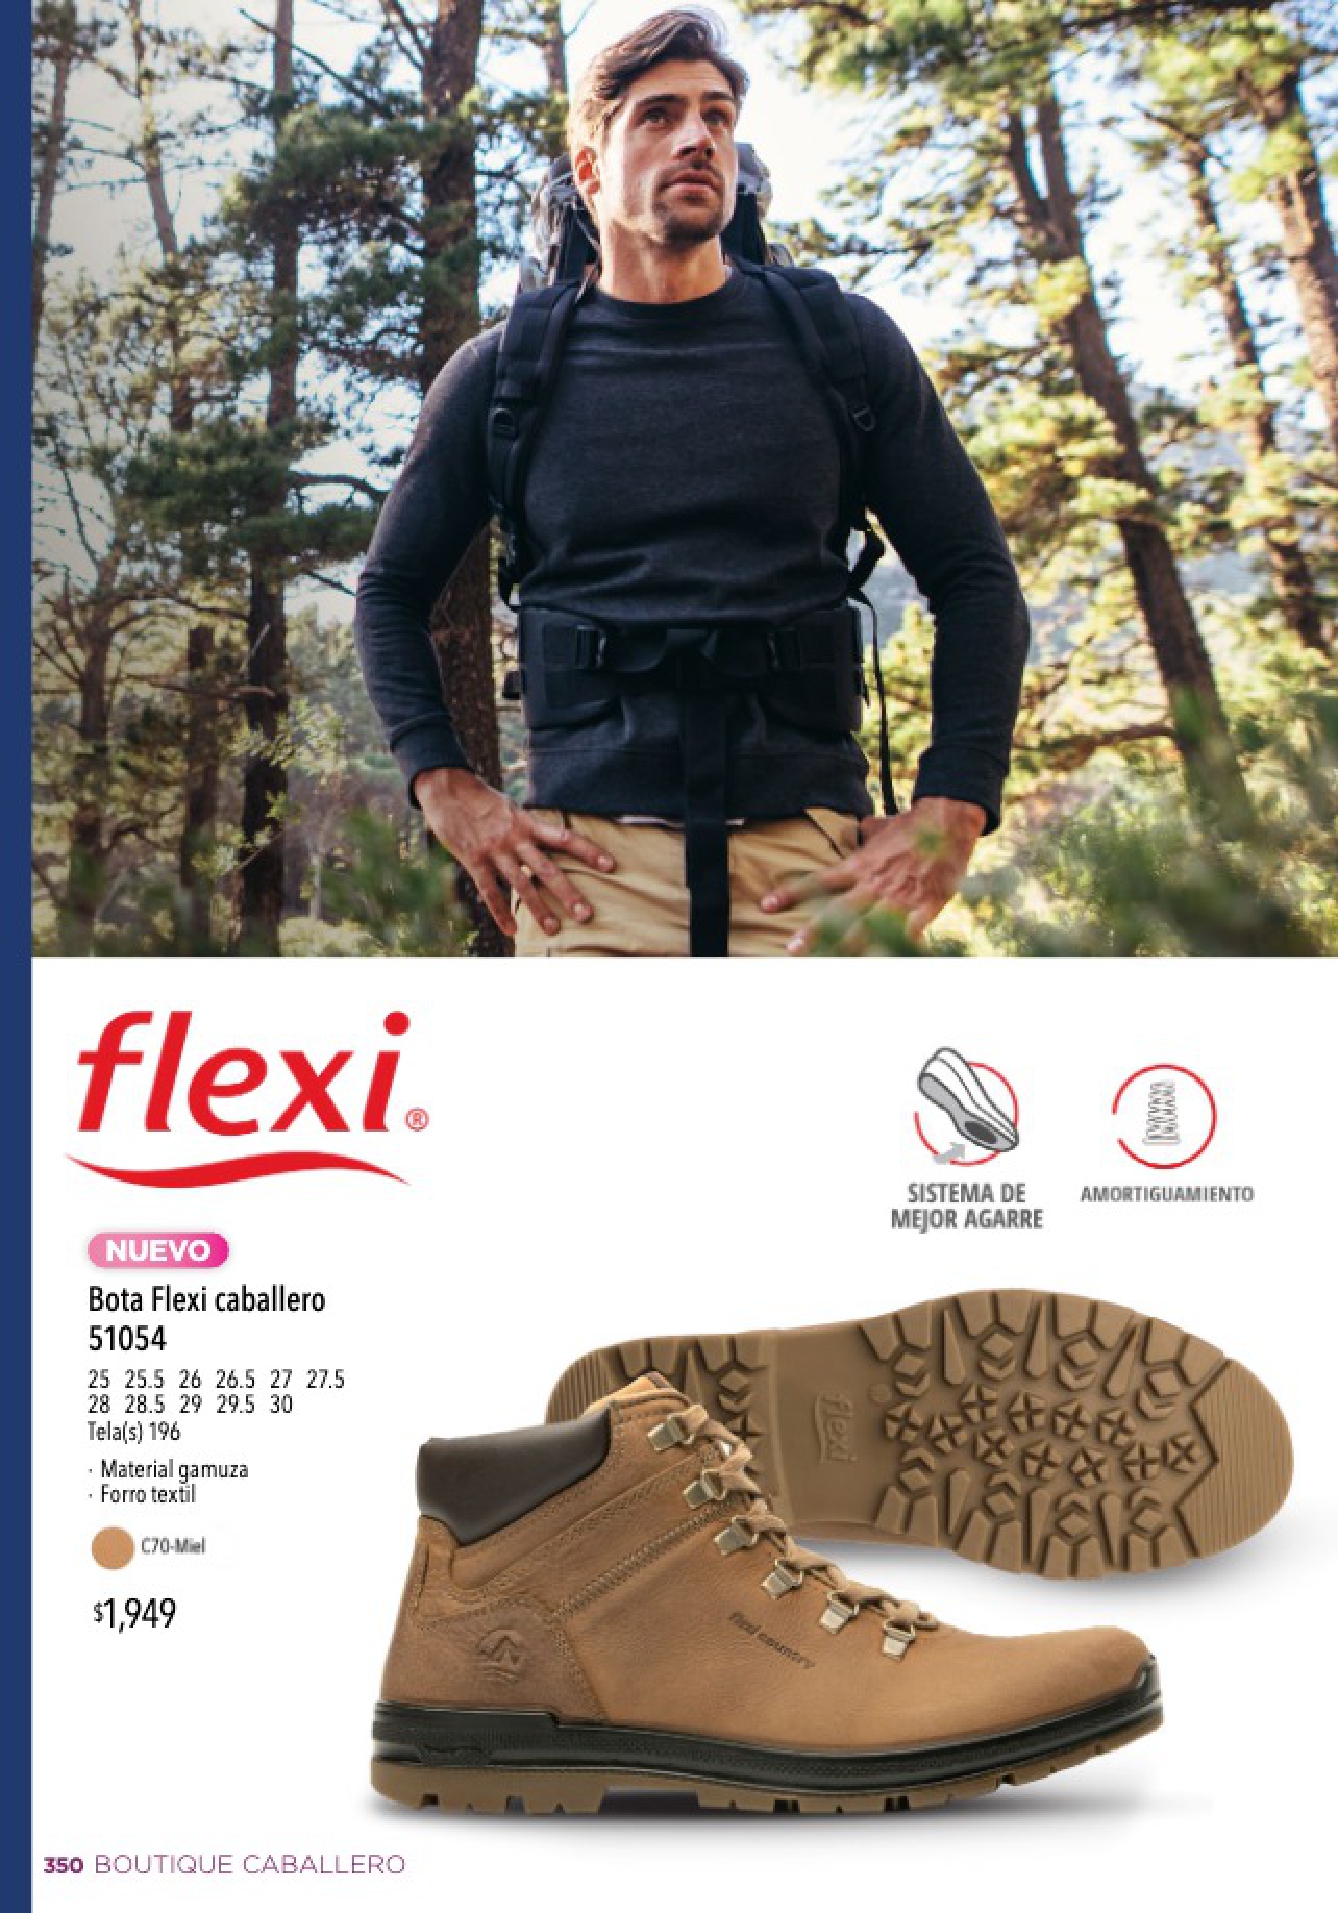 flexi®
SISTEMA DE
MEJOR AGARRE
AMORTIGUAMIENTO
NUEVO
Bota Flexi caballero
51054
25 25.5 26 26.5 27 27.5
28 28.5 29 29.5 30
Tela(s) 196
· Material gamuza
· Forro textil
C70-Miel
$1,949
flexi
flexi country
350 BOUTIQUE CABALLERO